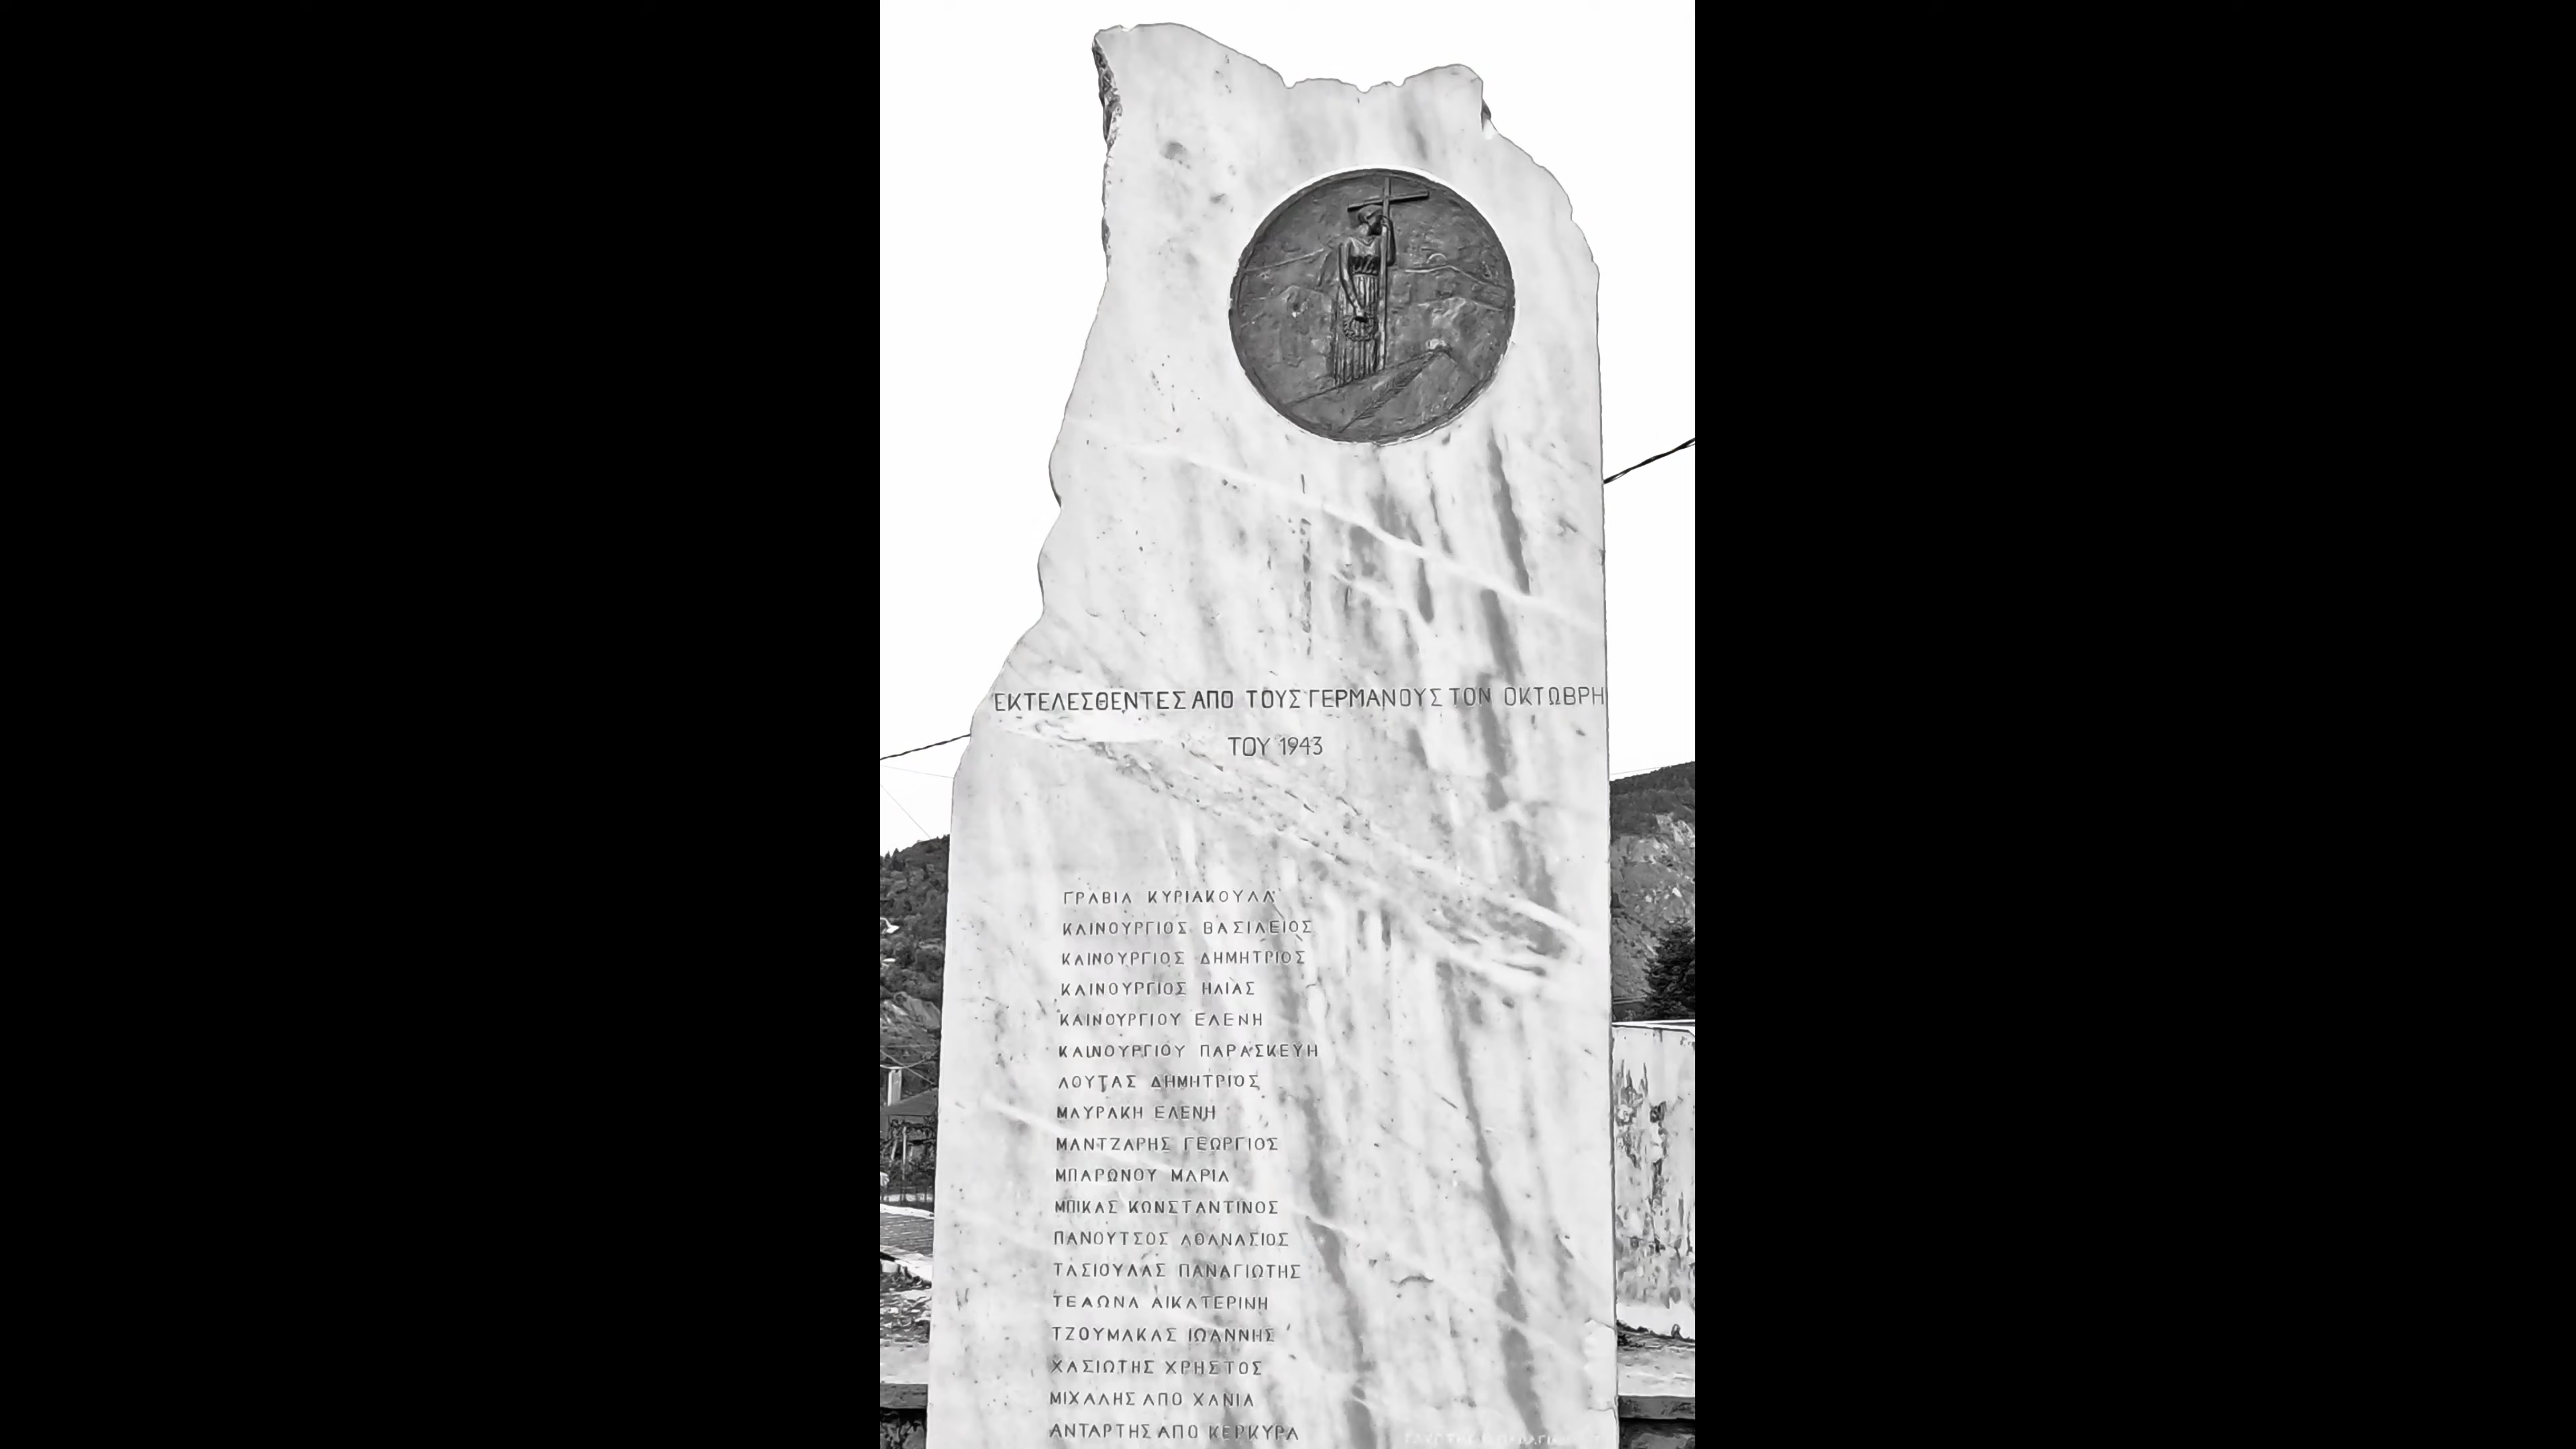 ΕΚΤΕΛΕΣΘΕΝΤΕΣ ΑΠΟ ΤΟΥΣ ΓΕΡΜΑΝΟΥΣ ΤΟΝ ΟΚΤΩΒΡΗ
ΤΟΥ 1943
ΓΡΑΒΙΑ ΚΥΡΙΑΚΟΥΛΑ
ΚΑΙΝΟΥΡΓΙΟΣ ΒΑΣΙΛΕΙΟΣ
ΚΑΙΝΟΥΡΓΙΟΣ ΔΗΜΗΤΡΙΟΣ
ΚΑΙΝΟΥΡΓΙΟΣ ΗΛΙΑΣ
ΚΑΙΝΟΥΡΓΙΟΥ ΕΛΕΝΗ
ΚΑΙΝΟΥΡΓΙΟΥ ΠΑΡΑΣΚΕΥΗ
ΛΟΥΤΑΣ ΔΗΜΗΤΡΙΟΣ
ΜΑΥΡΑΚΗ ΕΛΕΝΗ
ΜΑΝΤΖΑΡΗΣ ΓΕΩΡΓΙΟΣ
ΜΠΑΡΩΝΟΥ ΜΑΡΙΑ
ΜΠΙΚΑΣ ΚΩΝΣΤΑΝΤΙΝΟΣ
ΠΑΝΟΥΤΣΟΣ ΑΘΑΝΑΣΙΟΣ
ΤΑΣΙΟΥΛΑΣ ΠΑΝΑΓΙΩΤΗΣ
ΤΕΛΩΝΑ ΑΙΚΑΤΕΡΙΝΗ
ΤΖΟΥΜΑΚΑΣ ΙΩΑΝΝΗΣ
ΧΑΣΙΩΤΗΣ ΧΡΗΣΤΟΣ
ΜΙΧΑΛΗΣ ΑΠΟ ΧΑΝΙΑ
ΑΝΤΑΡΤΗΣ ΑΠΟ ΚΕΡΚΥΡΑ